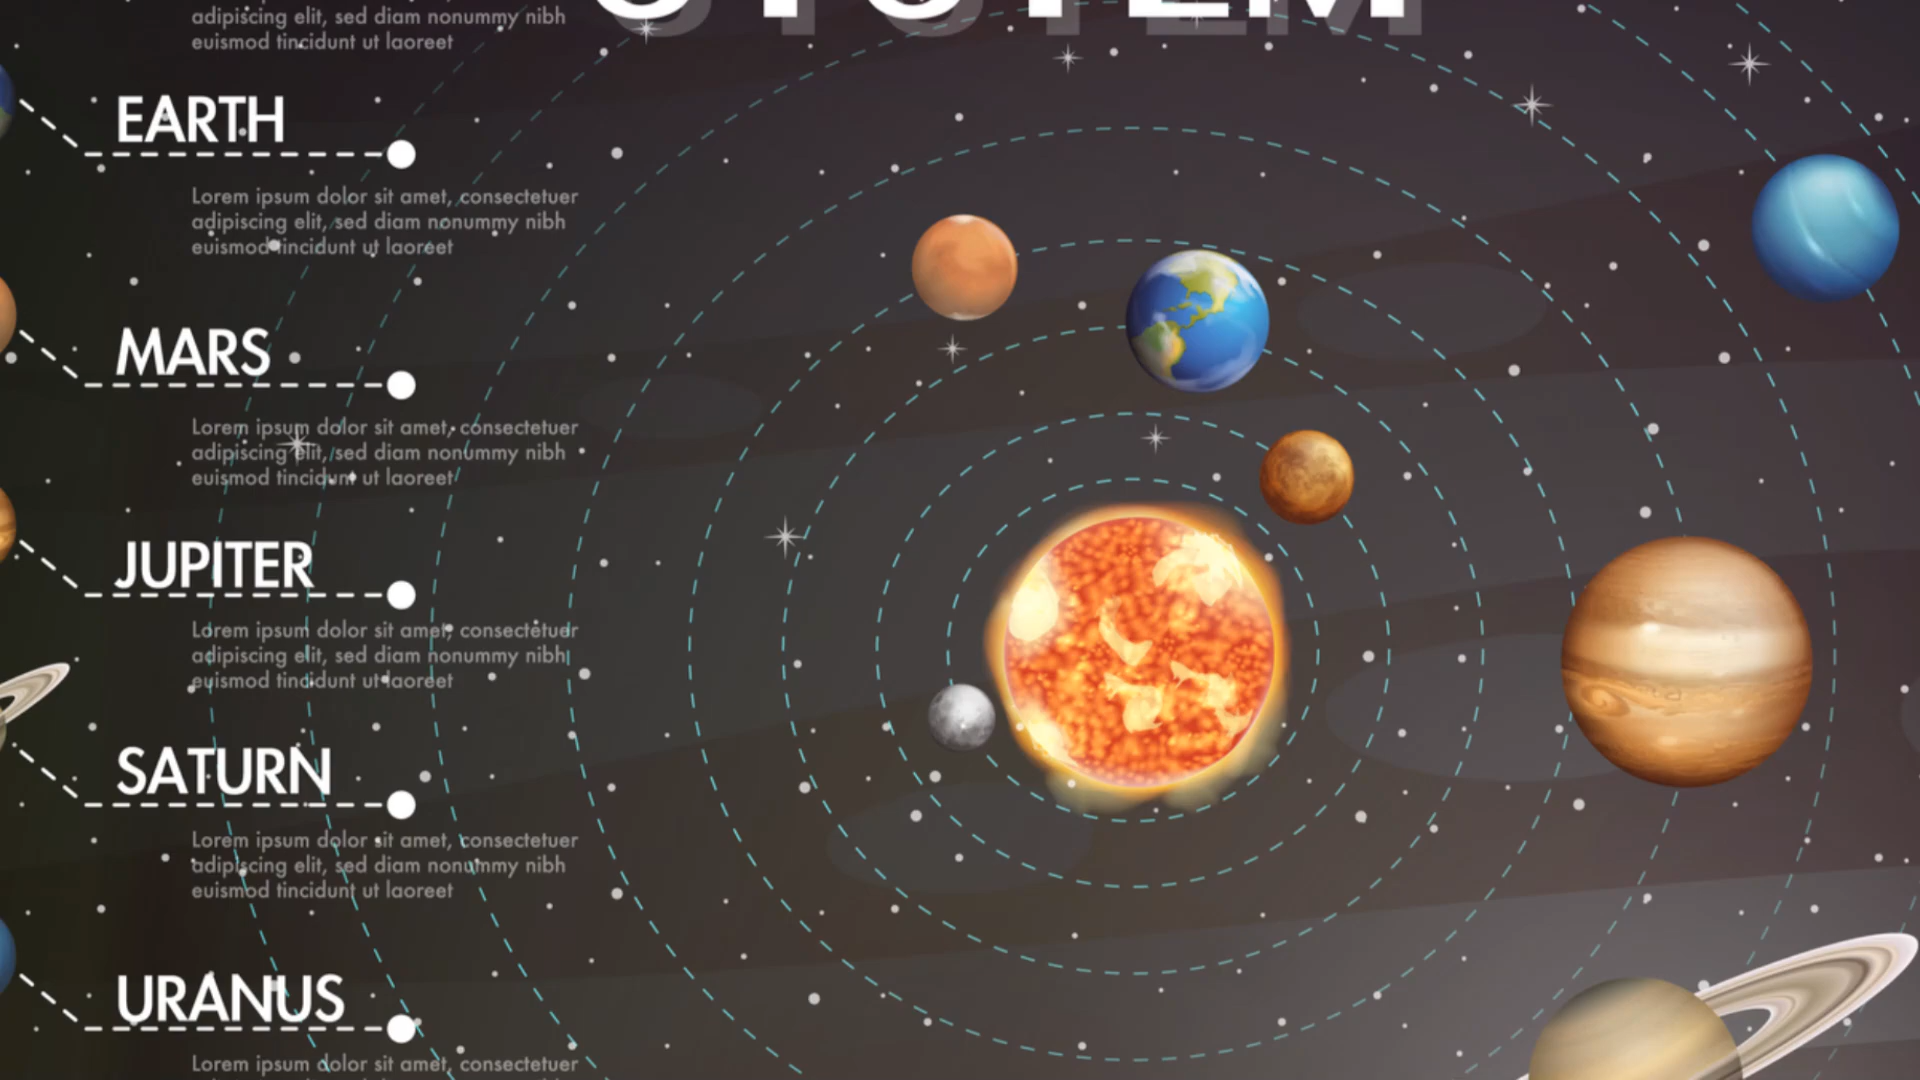 SYSTEM
adipiscing elit, sed diam nonummy nibh
euismod tincidunt ut laoreet
EARTH
Lorem ipsum dolor sit amet, consectetuer
adipiscing elit, sed diam nonummy nibh
euismod tincidunt ut laoreet
MARS
Lorem ipsum dolor sit amet, consectetuer
adipiscing elit, sed diam nonummy nibh
euismod tincidunt ut laoreet
JUPITER
Lorem ipsum dolor sit amet, consectetuer
adipiscing elit, sed diam nonummy nibh
euismod tincidunt ut laoreet
SATURN
Lorem ipsum dolor sit amet, consectetuer
adipiscing elit, sed diam nonummy nibh
euismod tincidunt ut laoreet
URANUS
Lorem ipsum dolor sit amet, consectetuer